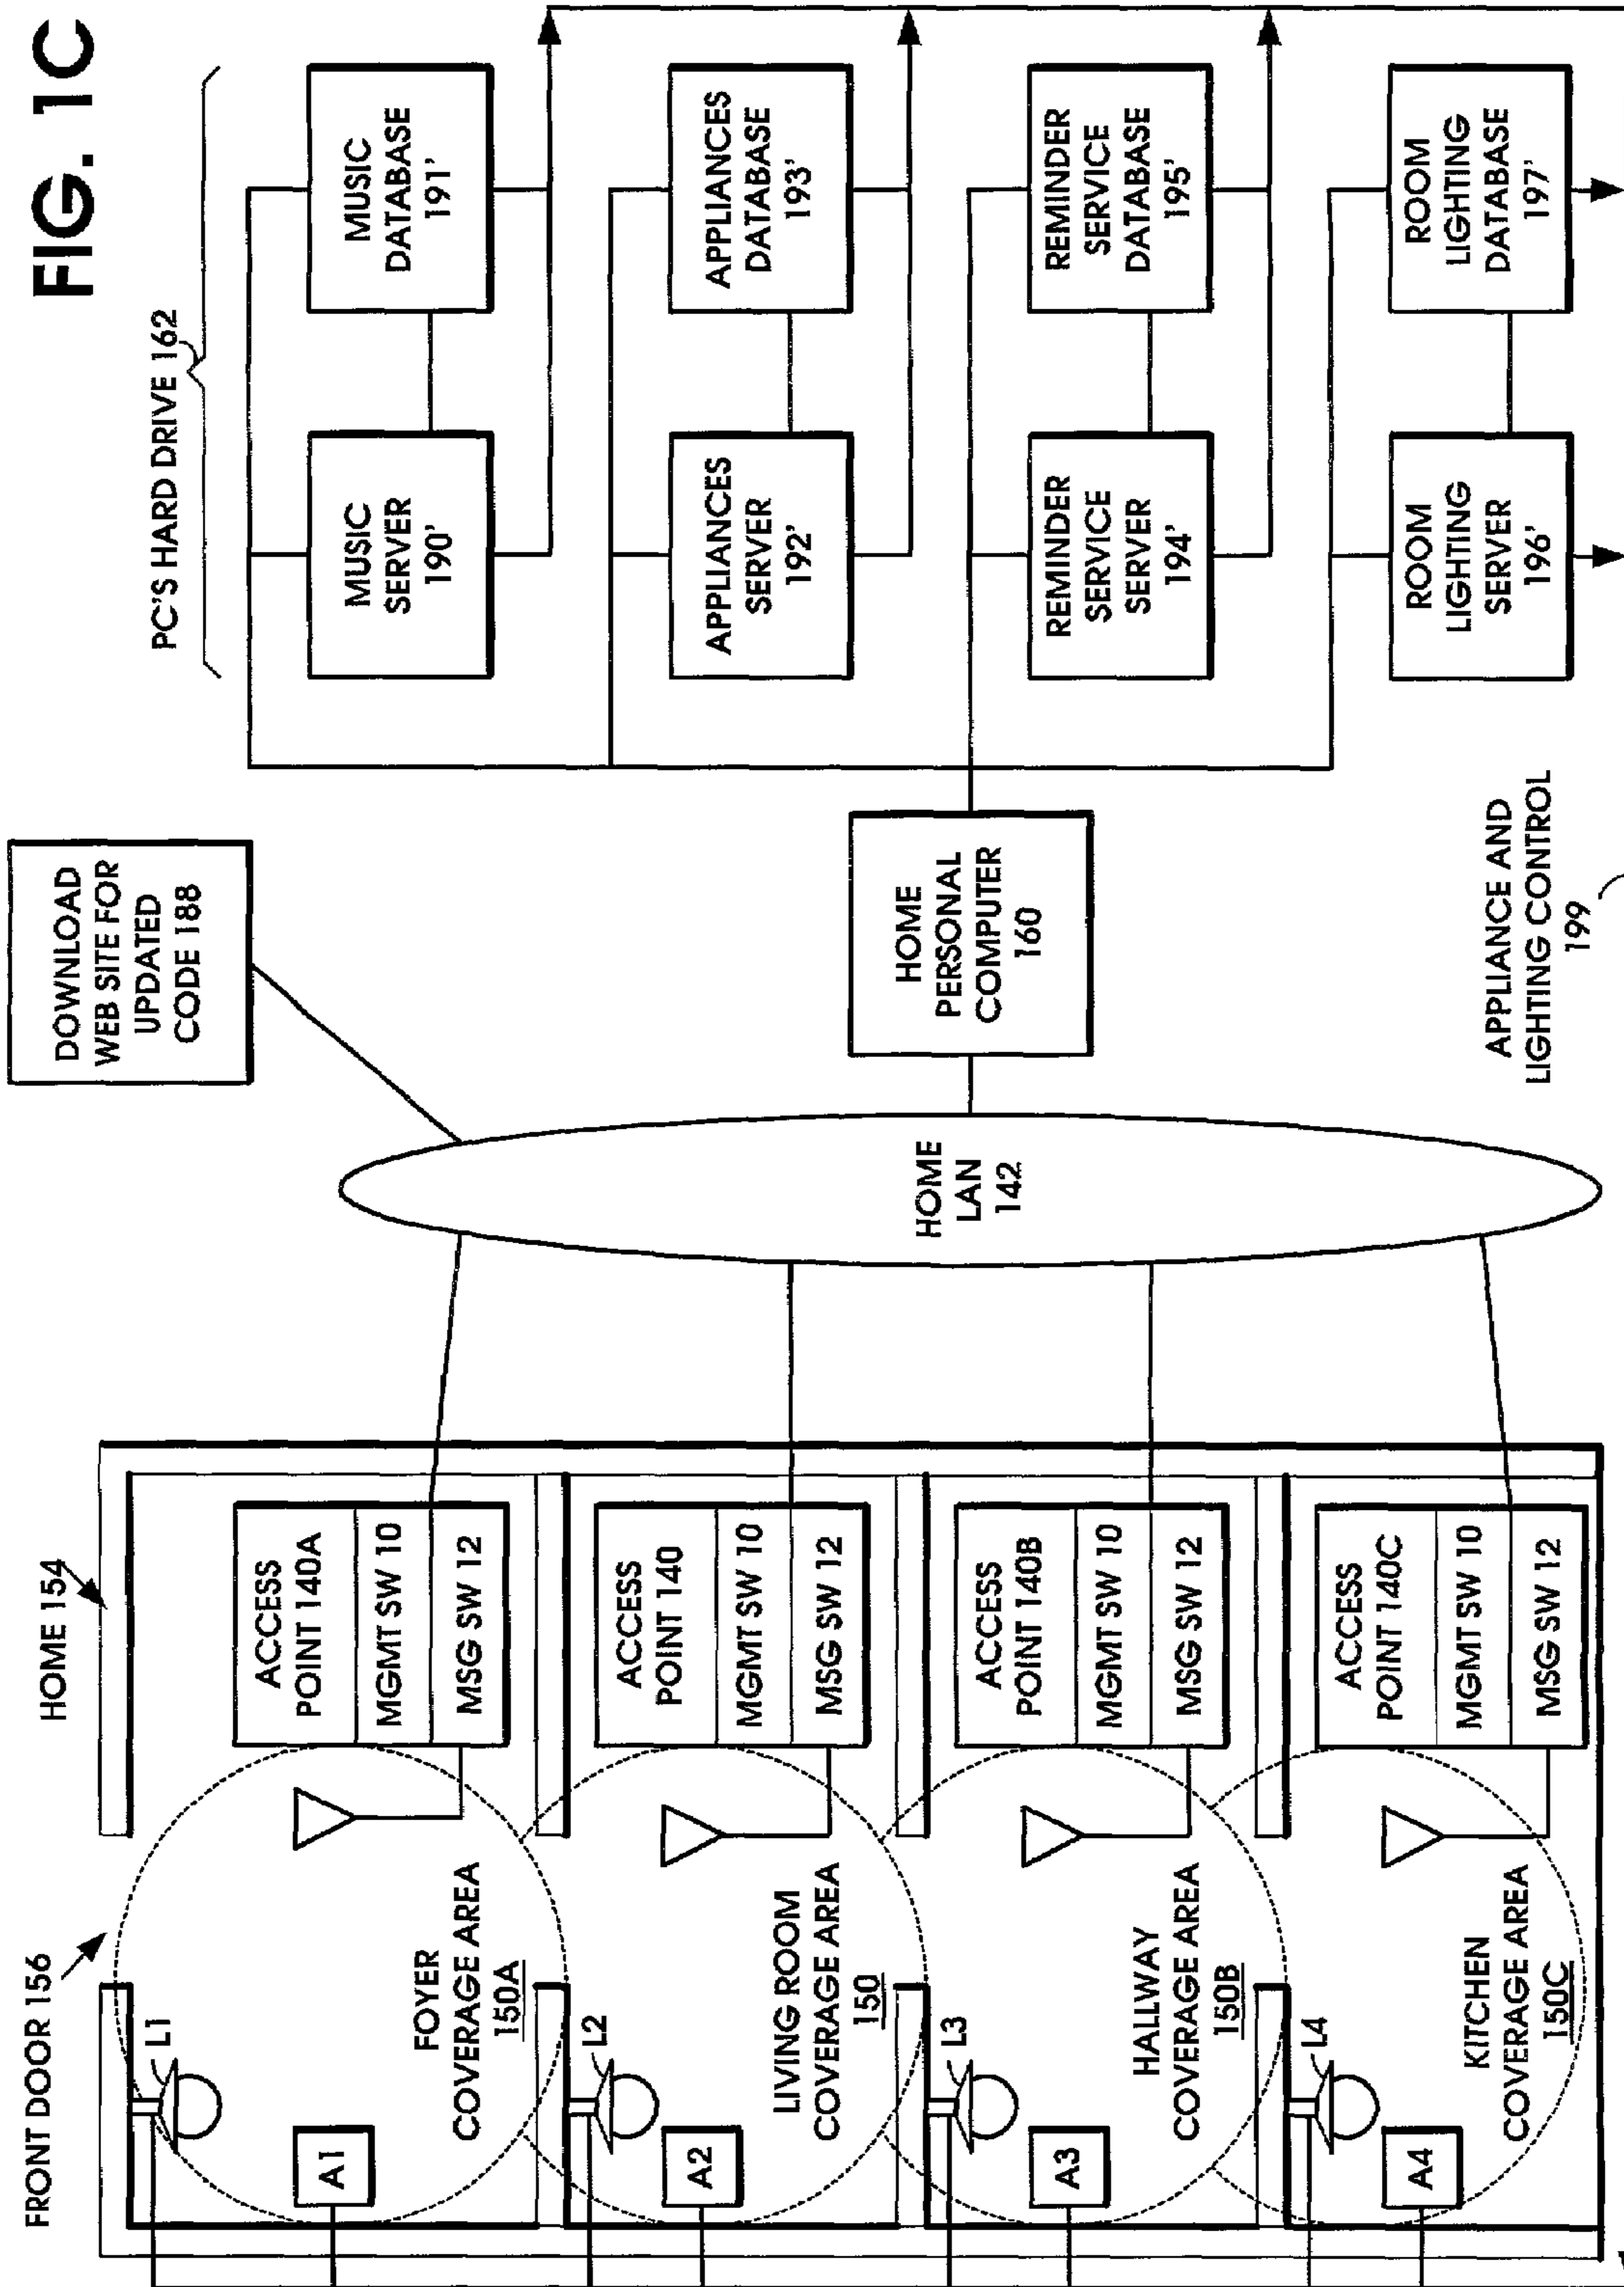 FIG. 1C
PC'S HARD DRIVE 162
MUSIC
DATABASE
191'
APPLIANCES
DATABASE
193'
REMINDER
SERVICE
DATABASE
195'
ROOM
LIGHTING
DATABASE
197'
MUSIC
SERVER
190'
APPLIANCES
SERVER
192'
REMINDER
SERVICE
SERVER
194'
ROOM
LIGHTING
SERVER
196'
DOWNLOAD
WEB SITE FOR
UPDATED
CODE 188
HOME
PERSONAL
COMPUTER
160
APPLIANCE AND
LIGHTING CONTROL
199
HOME
LAN
142
HOME 154
ACCESS
POINT 140A
MGMT SW 10
MSG SW 12
ACCESS
POINT 140
MGMT SW 10
MSG SW 12
ACCESS
POINT 140B
MGMT SW 10
MSG SW 12
ACCESS
POINT 140C
MGMT SW 10
MSG SW 12
FRONT DOOR 156
FOYER
COVERAGE AREA
150A
LIVING ROOM
COVERAGE AREA
150
HALLWAY
COVERAGE AREA
150B
KITCHEN
COVERAGE AREA
150C
L1
L2
L3
L4
A1
A2
A3
A4